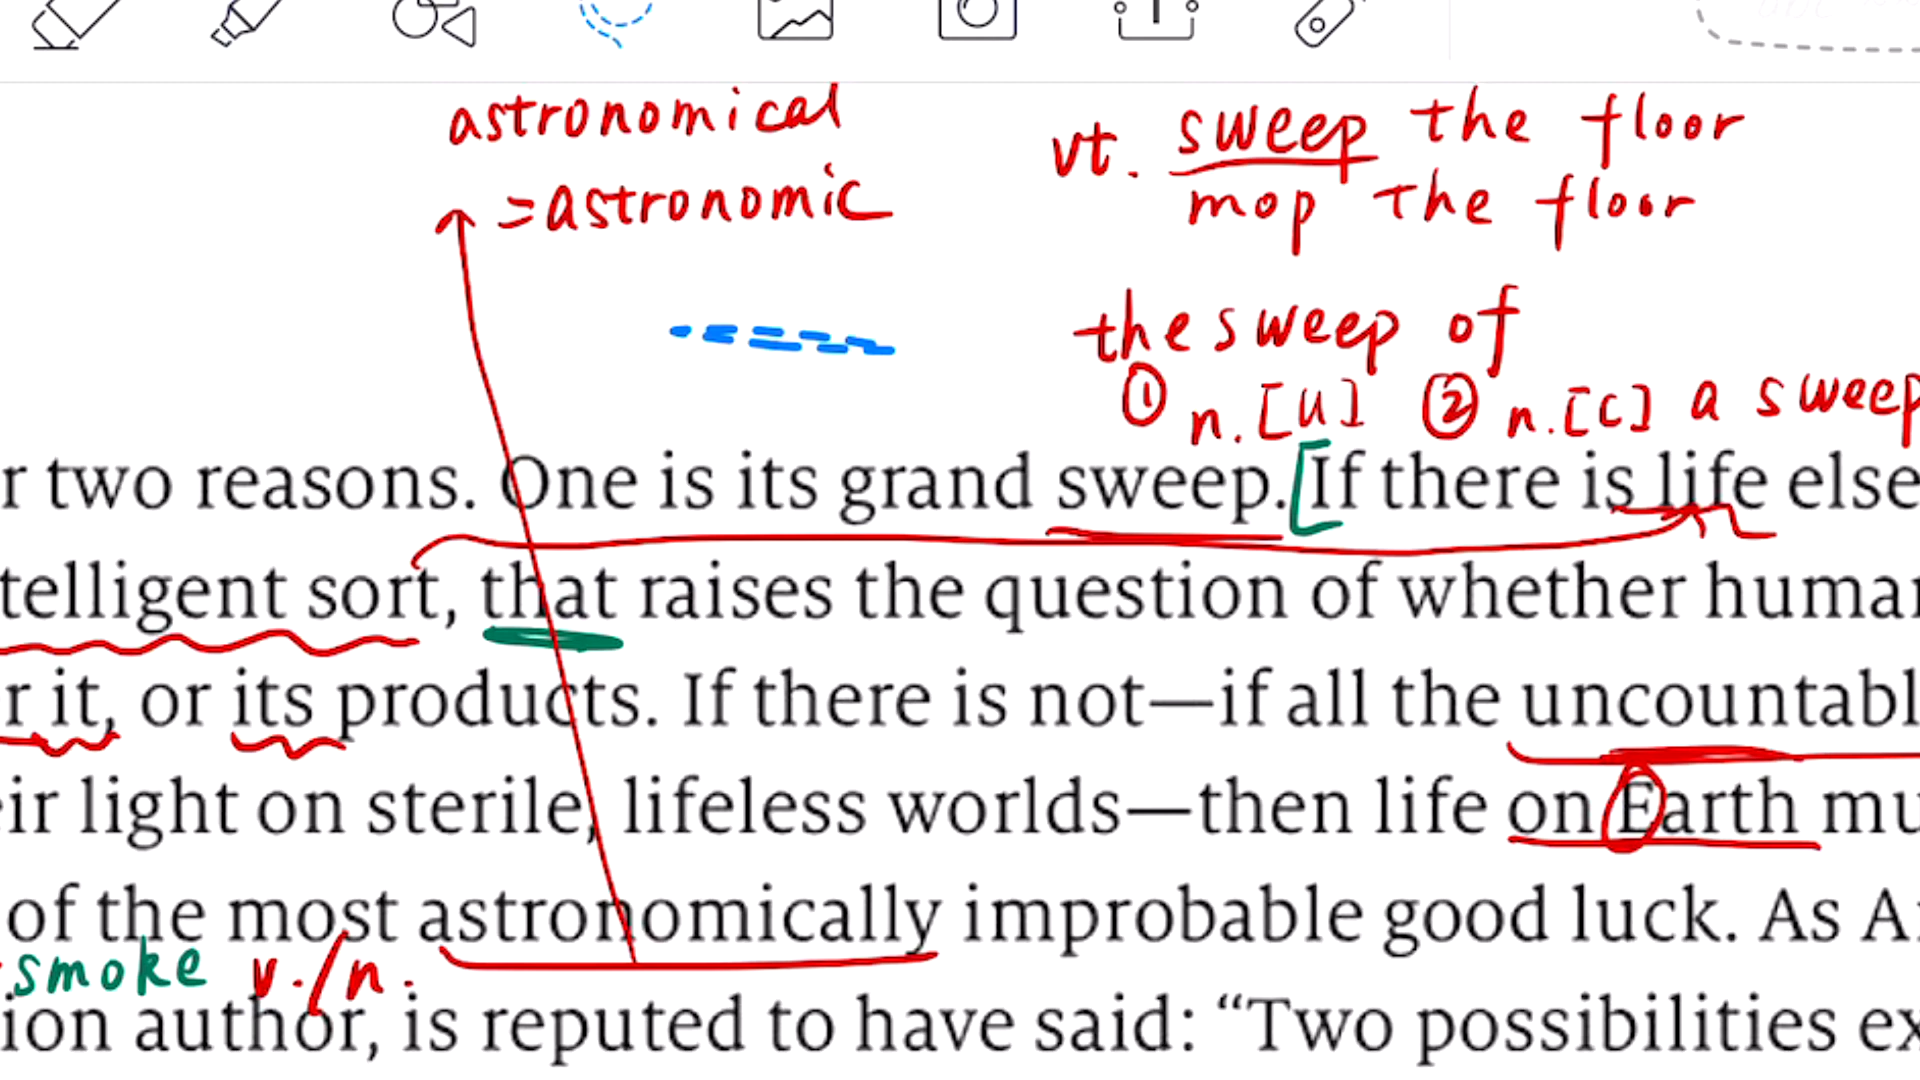 astronomical
= astronomic
vt. sweep the floor
mop the floor
the sweep of
① n. [U] ② n. [C] a sweep
r two reasons. One is its grand sweep. [If there is life else
telligent sort, that raises the question of whether human
r it, or its products. If there is not—if all the uncountabl
eir light on sterile, lifeless worlds—then life on Earth mu
of the most astronomically improbable good luck. As A
smoke v./n.
ion author, is reputed to have said: “Two possibilities ex